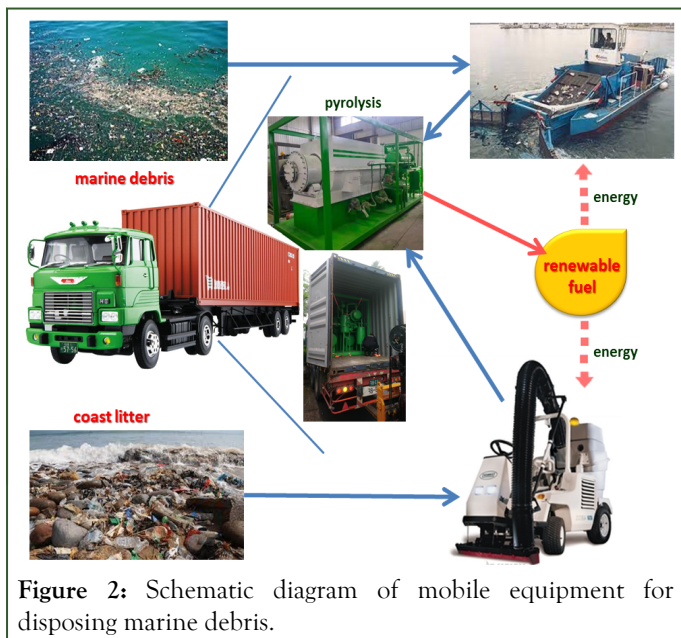 pyrolysis
marine debris
energy
renewable
fuel
energy
coast litter
Figure 2: Schematic diagram of mobile equipment for
disposing marine debris.